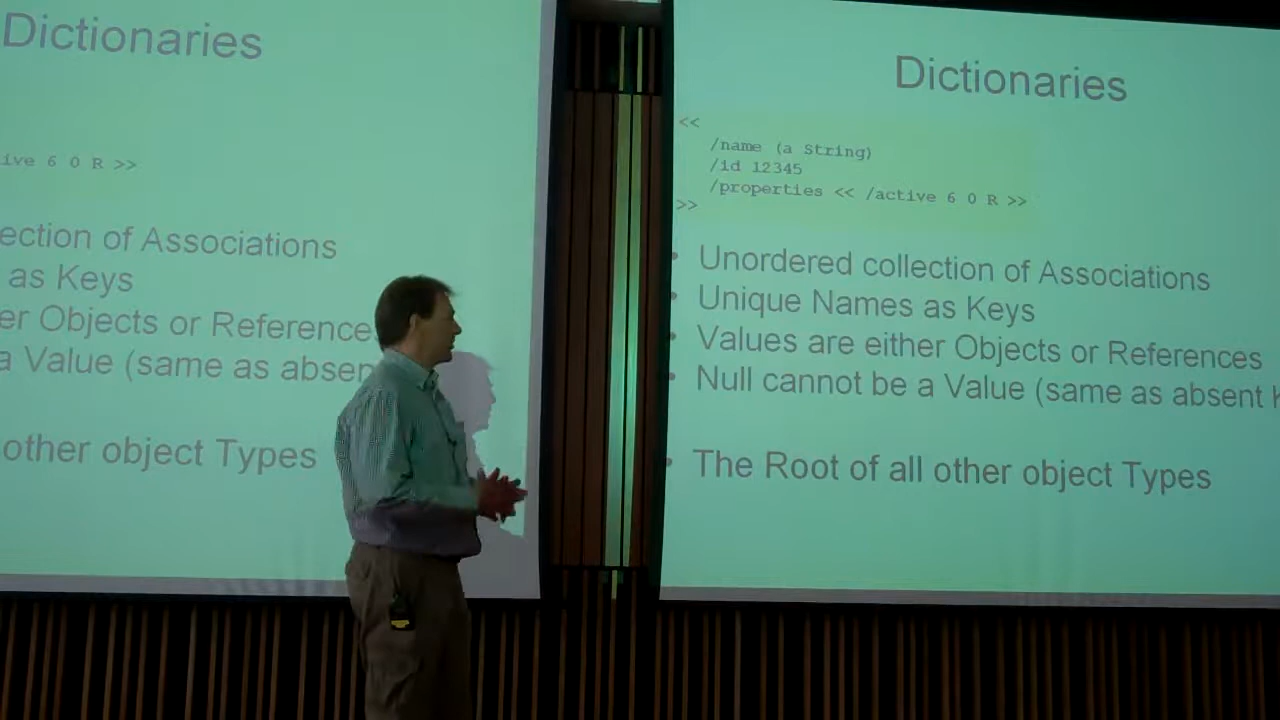 Dictionaries
ive 6 0 R >>
ection of Associations
as Keys
er Objects or Reference
a Value (same as absen
other object Types
Dictionaries
<<
/name (a String)
/id 12345
/properties << /active 6 0 R >>
>>
• Unordered collection of Associations
• Unique Names as Keys
• Values are either Objects or References
• Null cannot be a Value (same as absent
• The Root of all other object Types